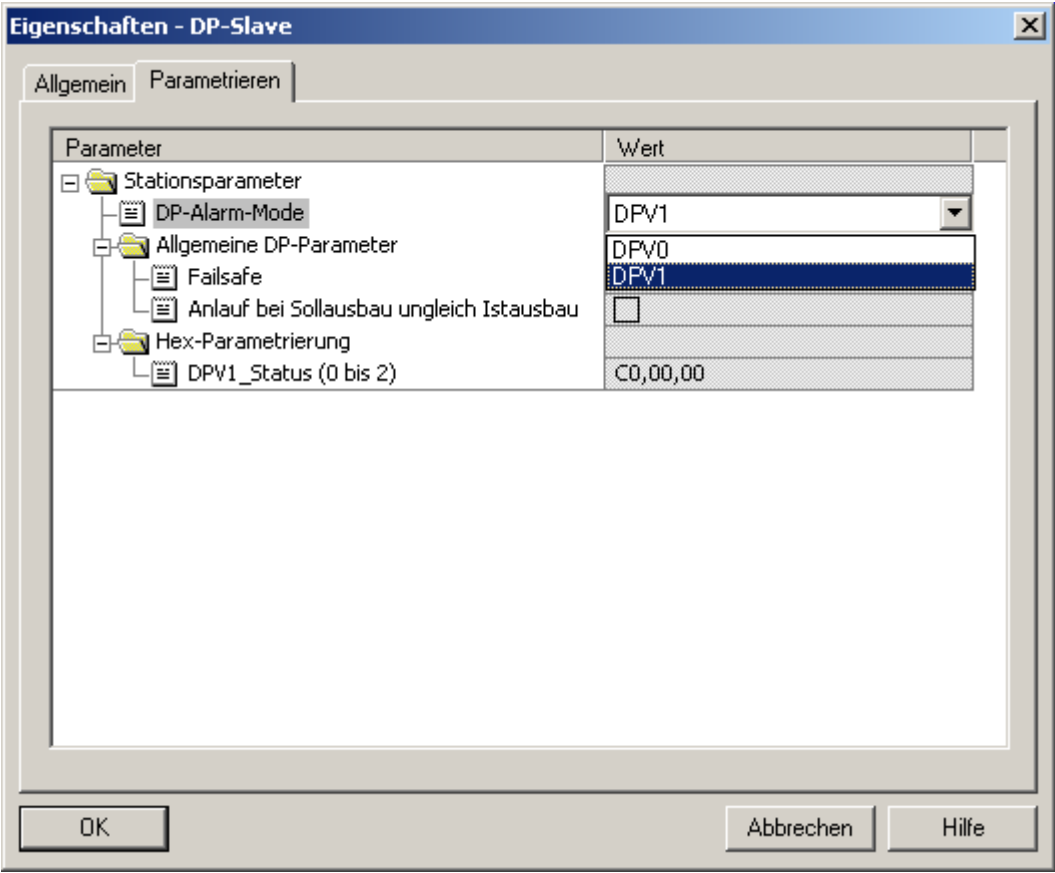 Eigenschaften - DP-Slave
Allgemein Parametrieren
Parameter Wert
Stationsparameter
DP-Alarm-Mode DPV1
Allgemeine DP-Parameter DPV0
Failsafe DPV1
Anlauf bei Sollausbau ungleich Istausbau
Hex-Parametrierung
DPV1_Status (0 bis 2) C0,00,00
OK Abbrechen Hilfe